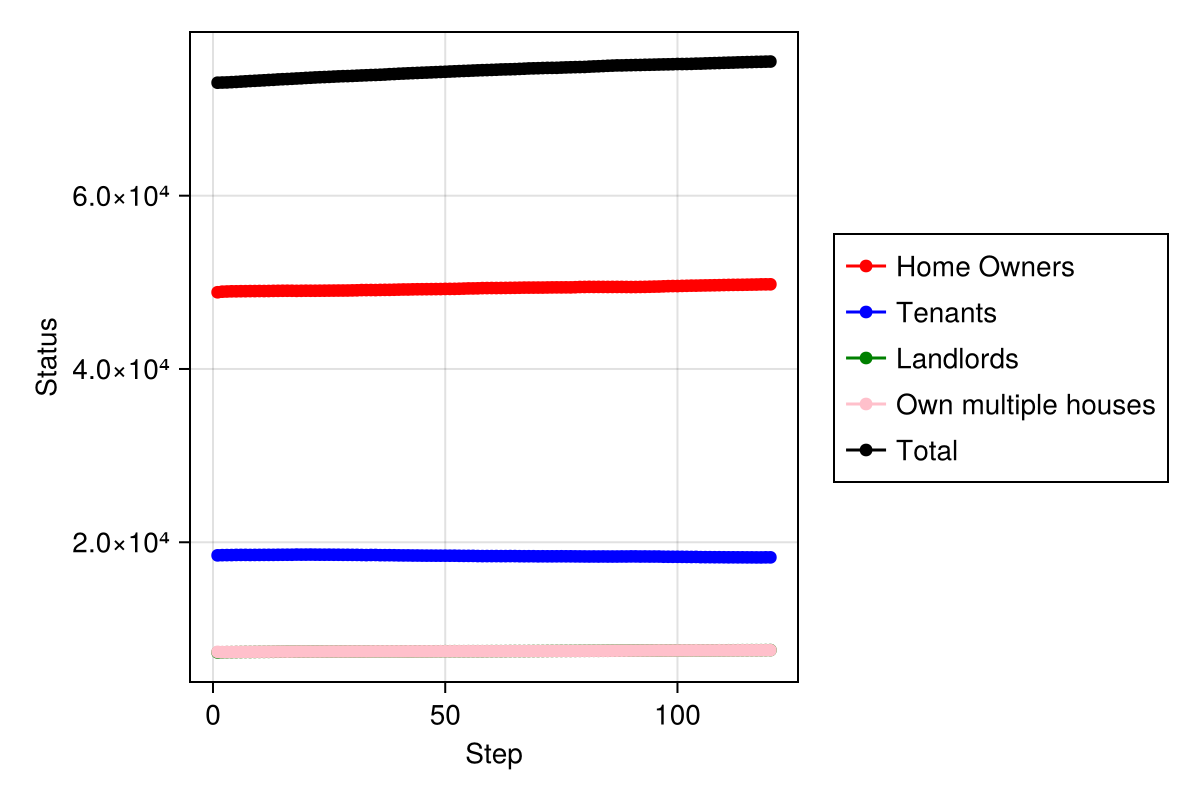 6.0×10⁴
4.0×10⁴
2.0×10⁴
Status
0 50 100
Step
Home Owners
Tenants
Landlords
Own multiple houses
Total